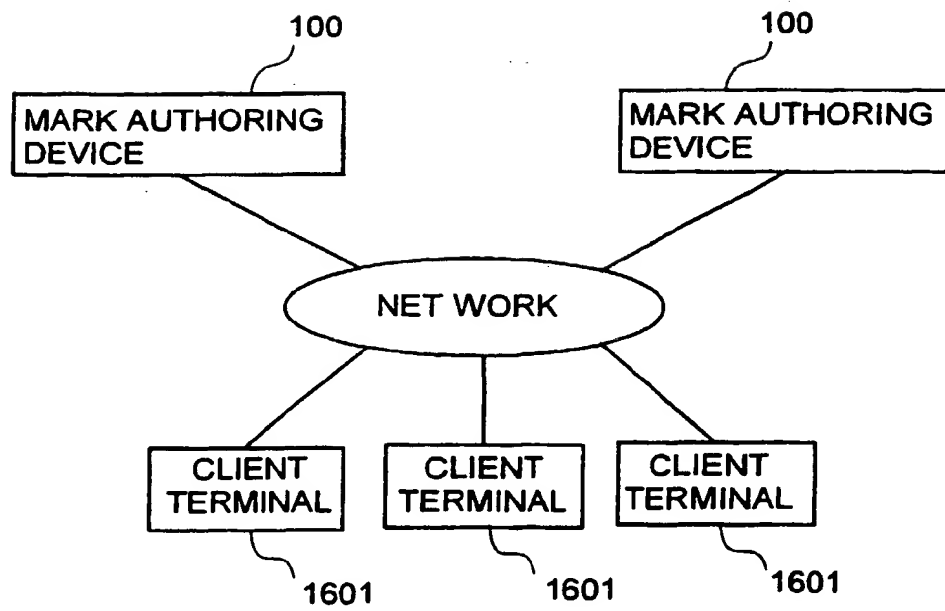 100
100
MARK AUTHORING
DEVICE
MARK AUTHORING
DEVICE
NET WORK
CLIENT
TERMINAL
CLIENT
TERMINAL
CLIENT
TERMINAL
1601
1601
1601